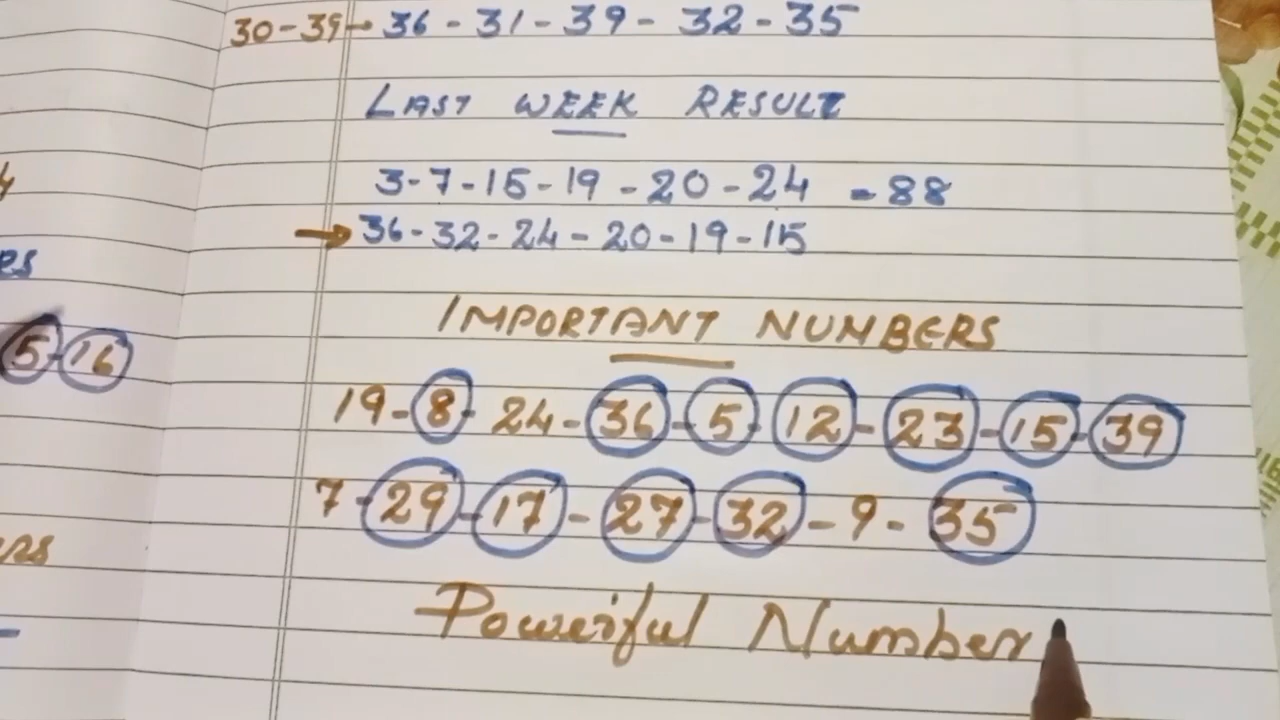 30-39→ 36 - 31 - 39 - 32 - 35
LAST WEEK RESULT
3-7-15-19-20-24 = 88
→ 36-32-24-20-19-15
5-16
IMPORTANT NUMBERS
19-8-24-36-5-12-23-15-39
7-29-17-27-32-9-35
Powerful Number